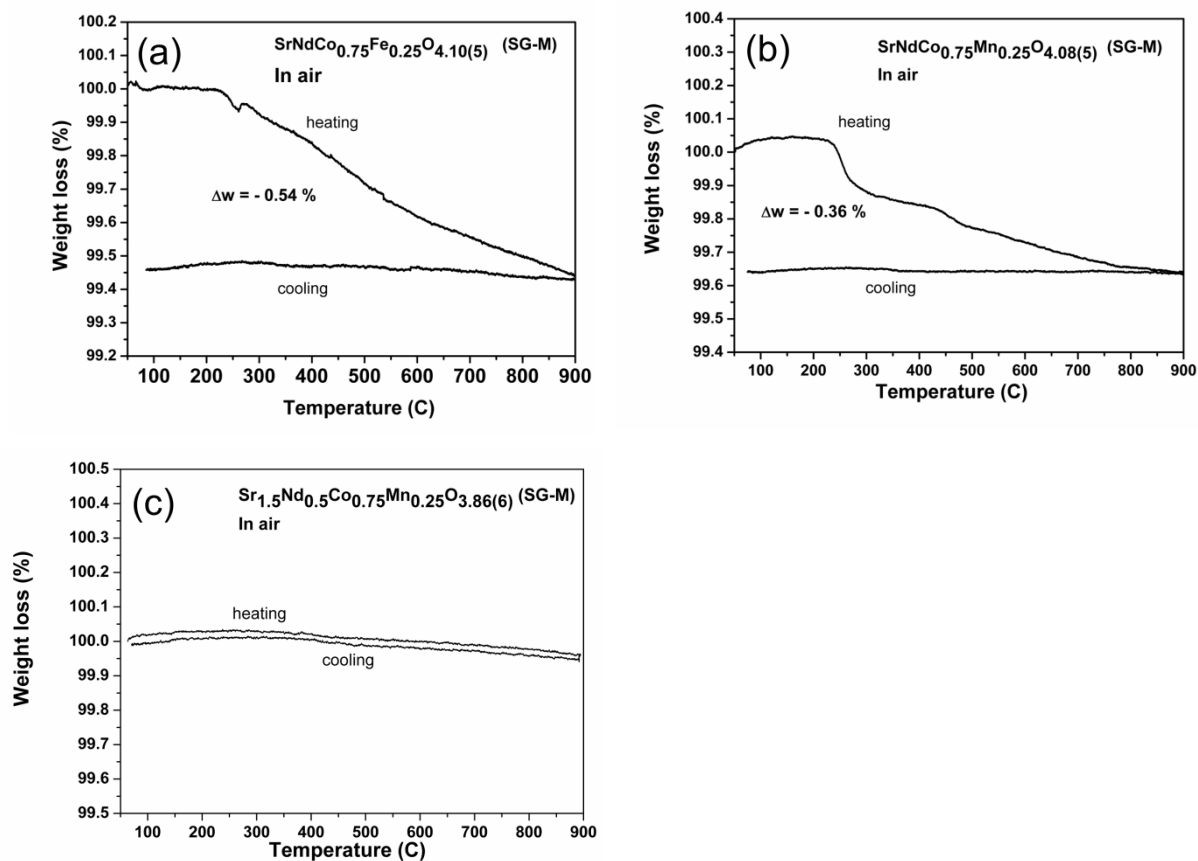 (a)
SrNdCo0.75Fe0.25O4.10(5) (SG-M)
In air
heating
Δw = - 0.54 %
cooling
Weight loss (%)
100.2
100.1
100.0
99.9
99.8
99.7
99.6
99.5
99.4
99.3
99.2
100 200 300 400 500 600 700 800 900
Temperature (C)
(b)
SrNdCo0.75Mn0.25O4.08(5) (SG-M)
In air
heating
Δw = - 0.36 %
cooling
Weight loss (%)
100.4
100.3
100.2
100.1
100.0
99.9
99.8
99.7
99.6
99.5
99.4
100 200 300 400 500 600 700 800 900
Temperature (C)
(c)
Sr1.5Nd0.5Co0.75Mn0.25O3.86(6) (SG-M)
In air
heating
cooling
Weight loss (%)
100.5
100.4
100.3
100.2
100.1
100.0
99.9
99.8
99.7
99.6
99.5
100 200 300 400 500 600 700 800 900
Temperature (C)